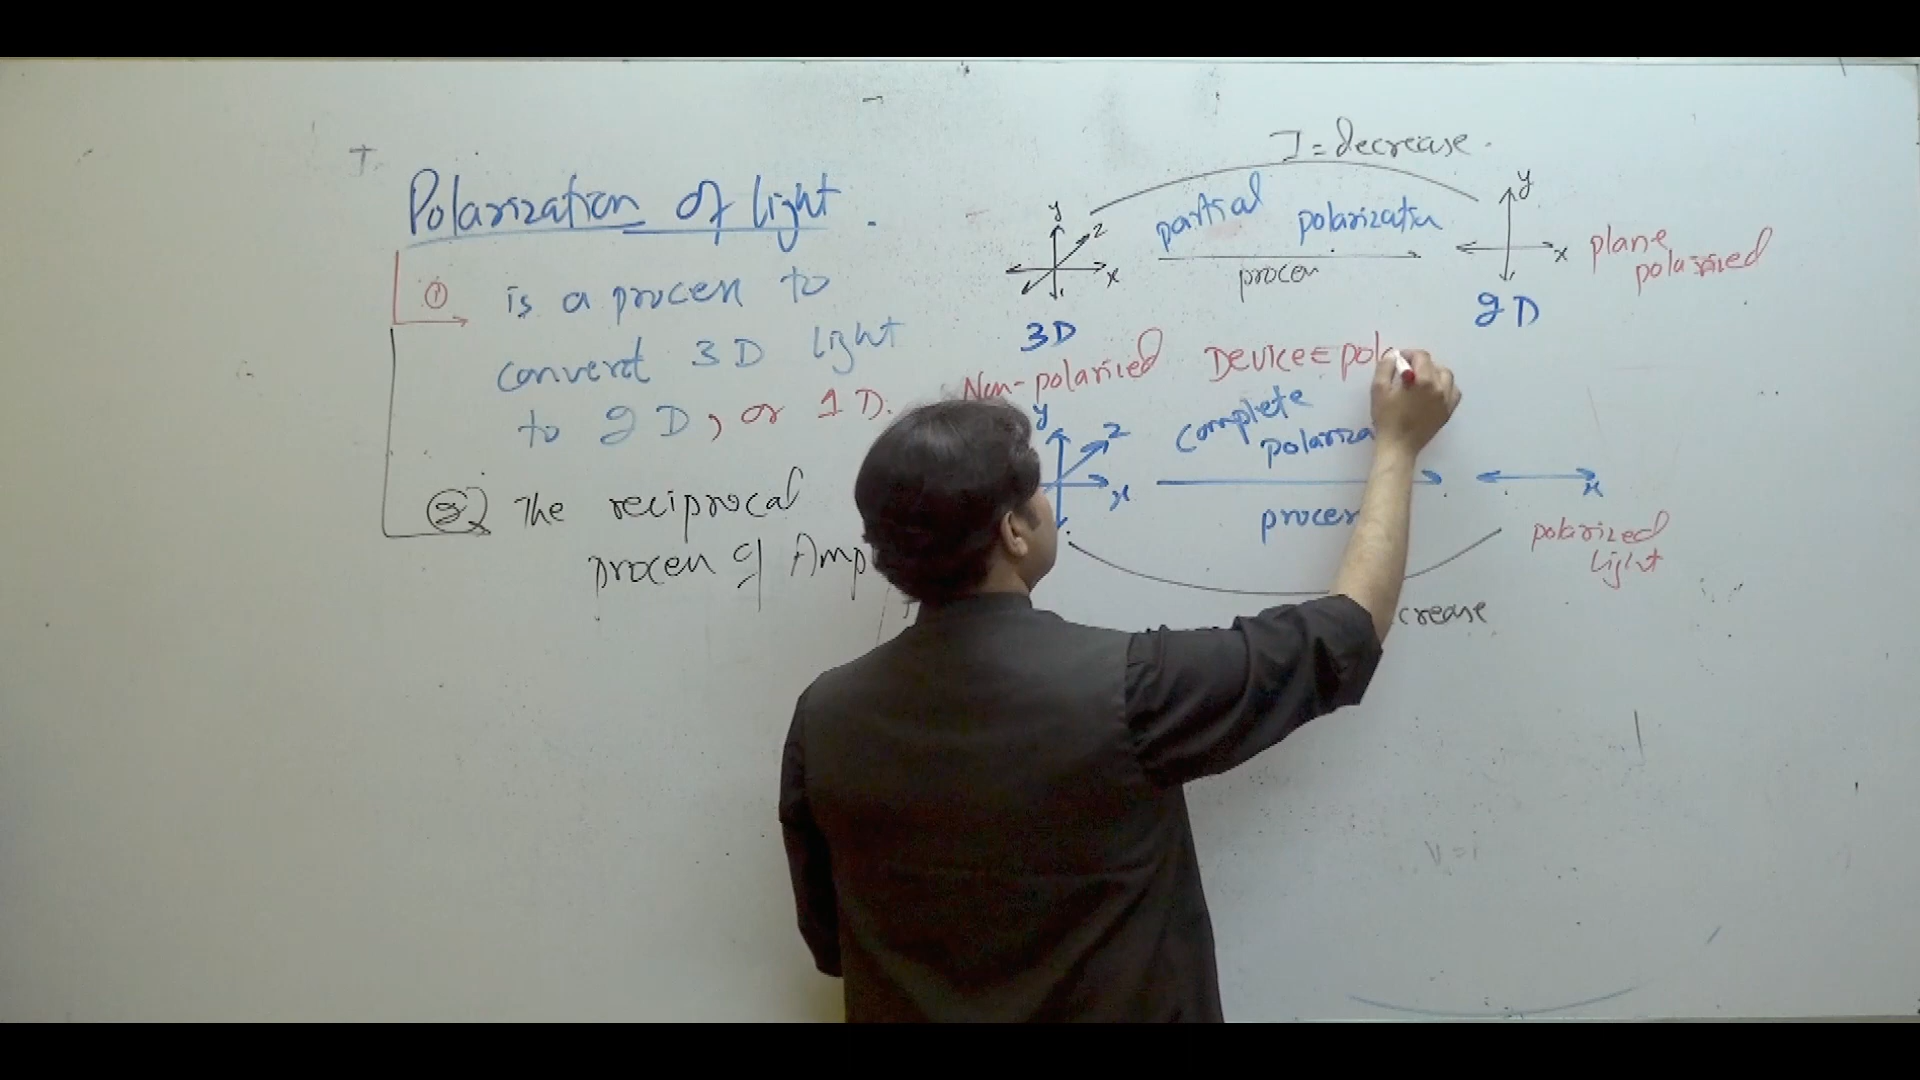 Polarization of light.
① is a process to
convert 3D light
to 2D, or 1D.
② The reciprocal
process of Amp
I = decrease.
y
z
x
partial polarization
process
y
x
plane
polarized
3D
2D
Non-polarized
Device = pola
y
z
x
complete
polariza
process
x
polarized
light
crease